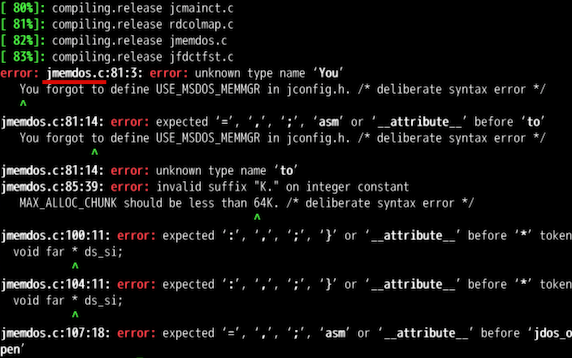 [ 80%]: compiling.release jcmainct.c
[ 81%]: compiling.release rdcolmap.c
[ 82%]: compiling.release jmemdos.c
[ 83%]: compiling.release jfdctfst.c
error: jmemdos.c:81:3: error: unknown type name ‘You’
You forgot to define USE_MSDOS_MEMMGR in jconfig.h. /* deliberate syntax error */
^
jmemdos.c:81:14: error: expected ‘=’, ‘,’, ‘;’, ‘asm’ or ‘__attribute__’ before ‘to’
You forgot to define USE_MSDOS_MEMMGR in jconfig.h. /* deliberate syntax error */
^
jmemdos.c:81:14: error: unknown type name ‘to’
jmemdos.c:85:39: error: invalid suffix "K." on integer constant
MAX_ALLOC_CHUNK should be less than 64K. /* deliberate syntax error */
^
jmemdos.c:100:11: error: expected ‘:’, ‘,’, ‘;’, ‘}’ or ‘__attribute__’ before ‘*’ token
void far * ds_si;
^
jmemdos.c:104:11: error: expected ‘:’, ‘,’, ‘;’, ‘}’ or ‘__attribute__’ before ‘*’ token
void far * ds_si;
^
jmemdos.c:107:18: error: expected ‘=’, ‘,’, ‘;’, ‘asm’ or ‘__attribute__’ before ‘jdos_o
pen’